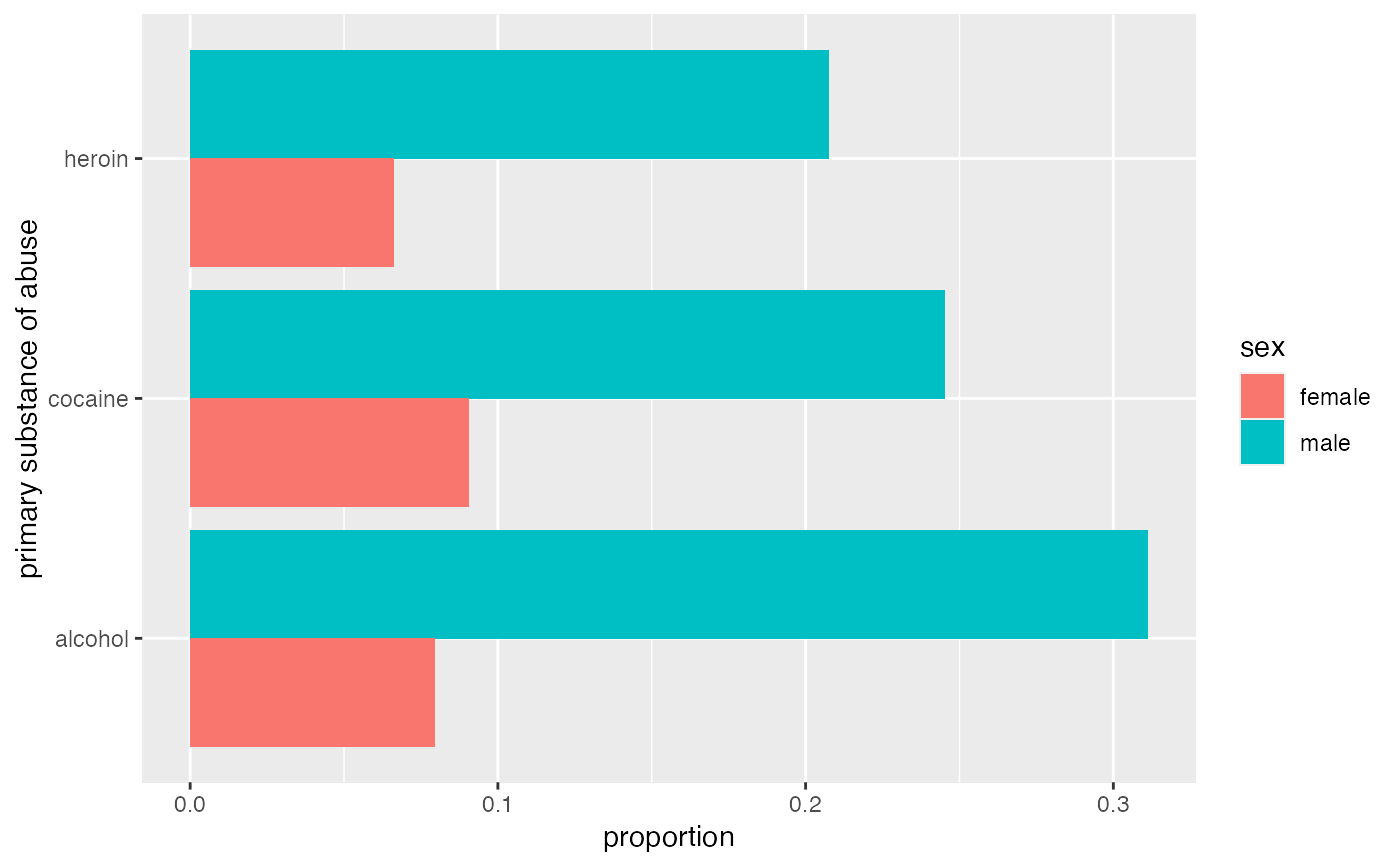 primary substance of abuse
heroin
cocaine
alcohol
0.0 0.1 0.2 0.3
proportion
sex
female
male